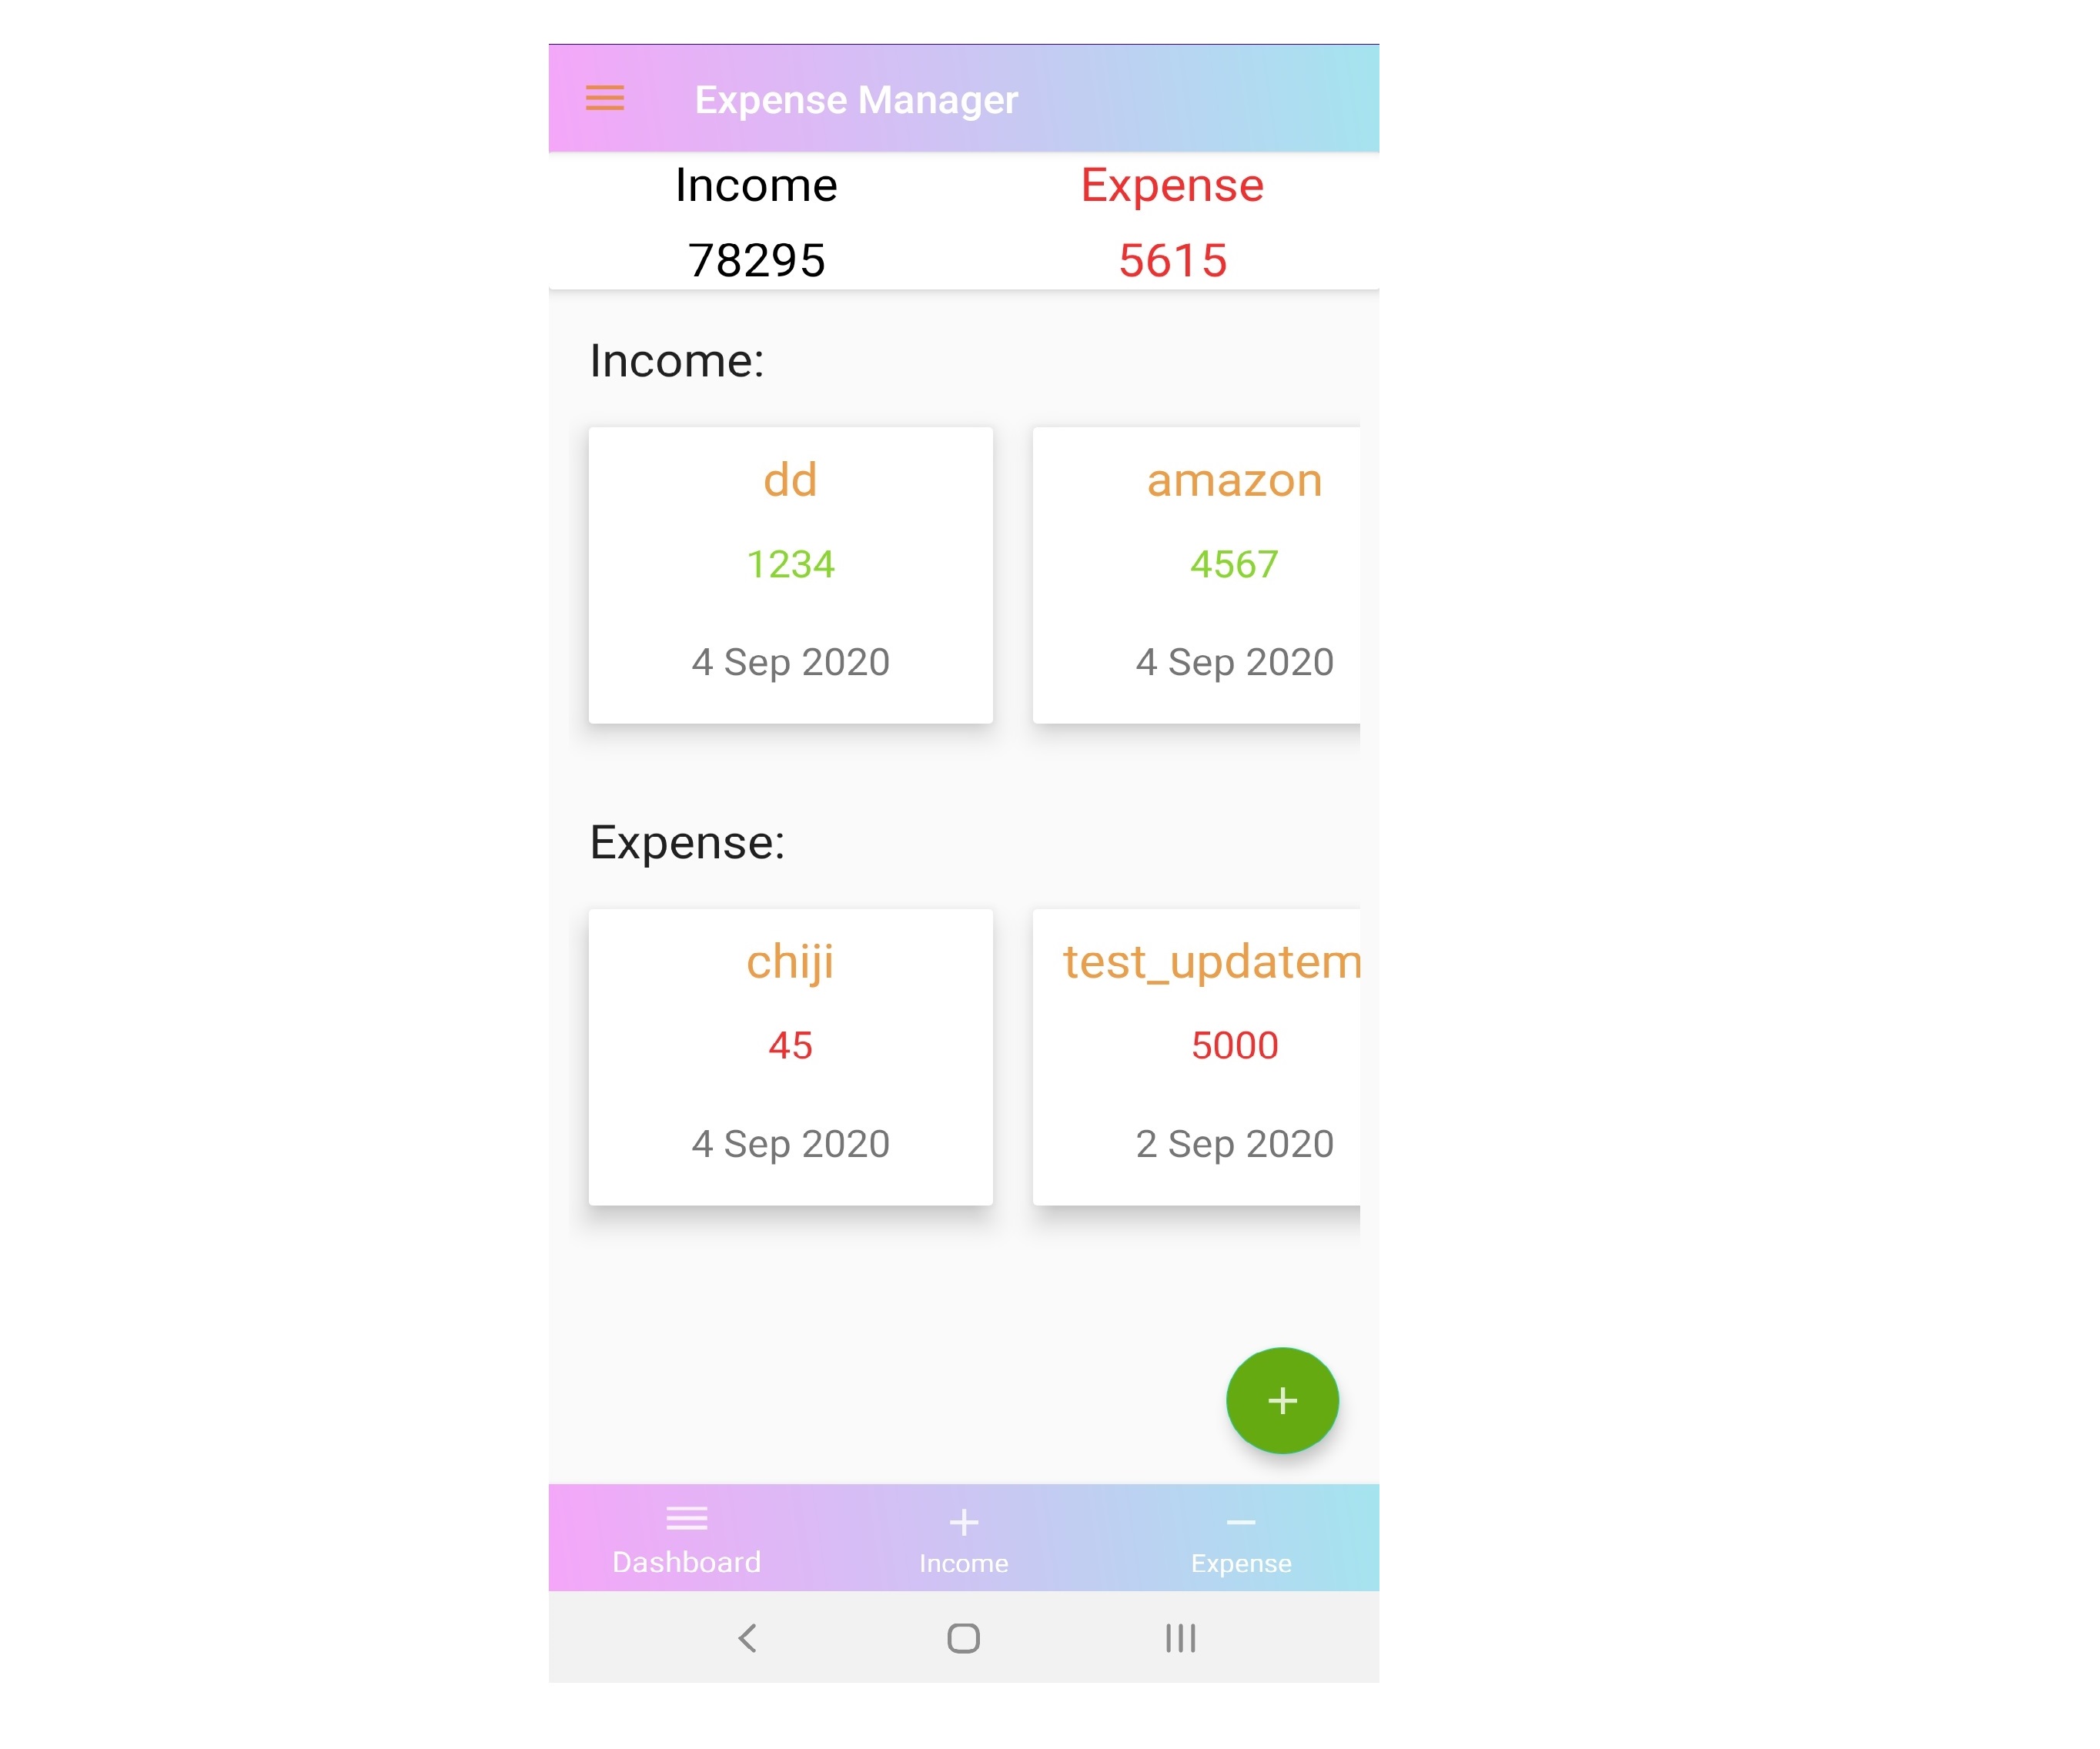 Expense Manager
Income Expense
78295 5615
Income:
dd amazon
1234 4567
4 Sep 2020 4 Sep 2020
Expense:
chiji test_updatem
45 5000
4 Sep 2020 2 Sep 2020
Dashboard Income Expense